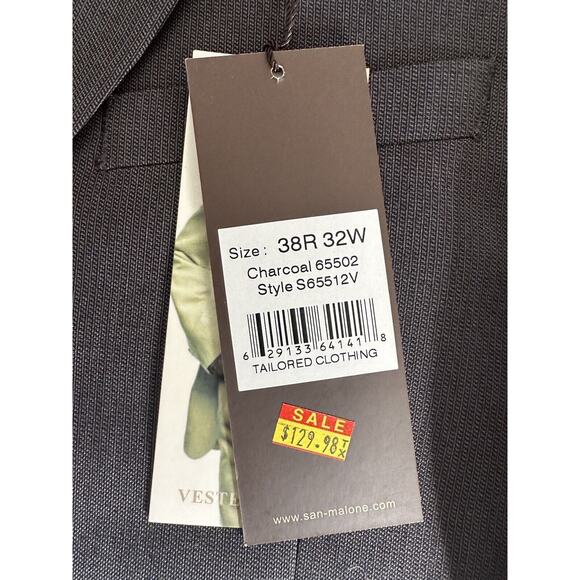 Size: 38R 32W
Charcoal 65502
Style S65512V
6 29133 64141 8
TAILORED CLOTHING
SALE
$129.98 TX
www.san-malone.com
VESTE